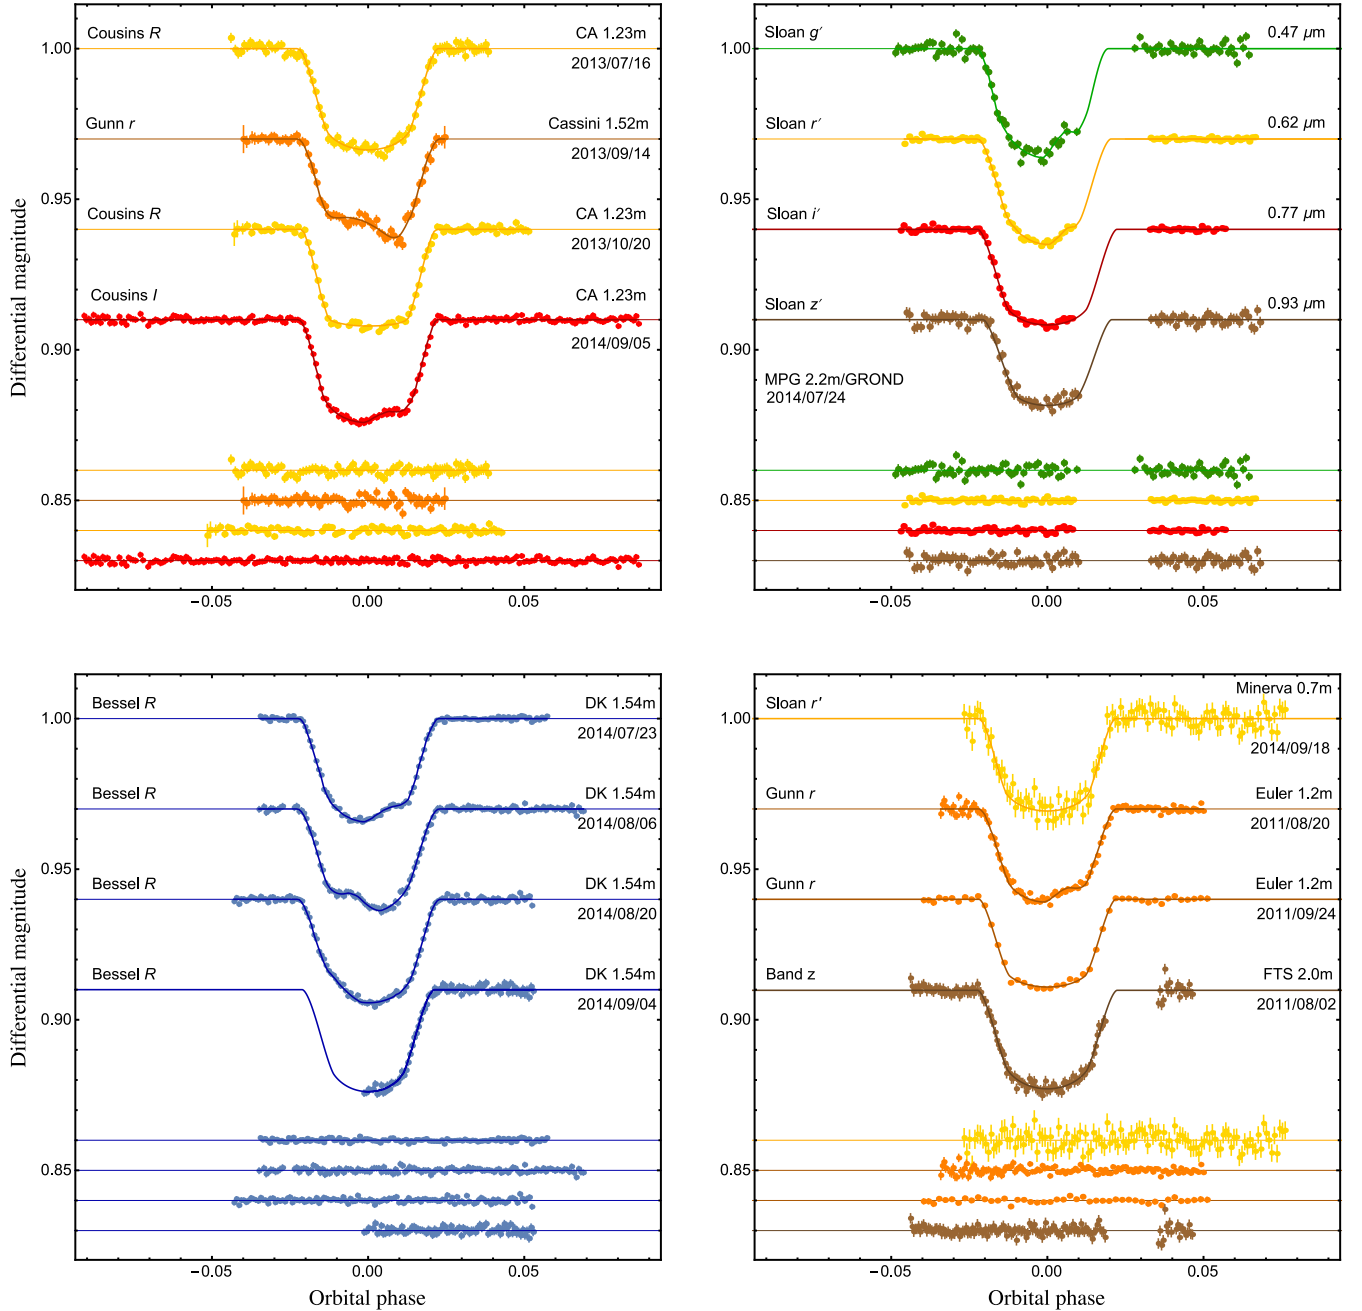 Cousins R CA 1.23m
1.00
2013/07/16
Gunn r Cassini 1.52m
2013/09/14
0.95
Cousins R CA 1.23m
2013/10/20
Cousins I CA 1.23m
2014/09/05
0.90
0.85
Differential magnitude
−0.05 0.00 0.05
Sloan g′ 0.47 μm
1.00
Sloan r′ 0.62 μm
0.95
Sloan i′ 0.77 μm
Sloan z′ 0.93 μm
0.90
MPG 2.2m/GROND
2014/07/24
0.85
−0.05 0.00 0.05
Bessel R DK 1.54m
1.00
2014/07/23
Bessel R DK 1.54m
2014/08/06
0.95
Bessel R DK 1.54m
2014/08/20
Bessel R DK 1.54m
2014/09/04
0.90
0.85
Differential magnitude
−0.05 0.00 0.05
Orbital phase
Minerva 0.7m
Sloan r′
1.00
2014/09/18
Gunn r Euler 1.2m
2011/08/20
0.95
Gunn r Euler 1.2m
2011/09/24
Band z FTS 2.0m
2011/08/02
0.90
0.85
−0.05 0.00 0.05
Orbital phase